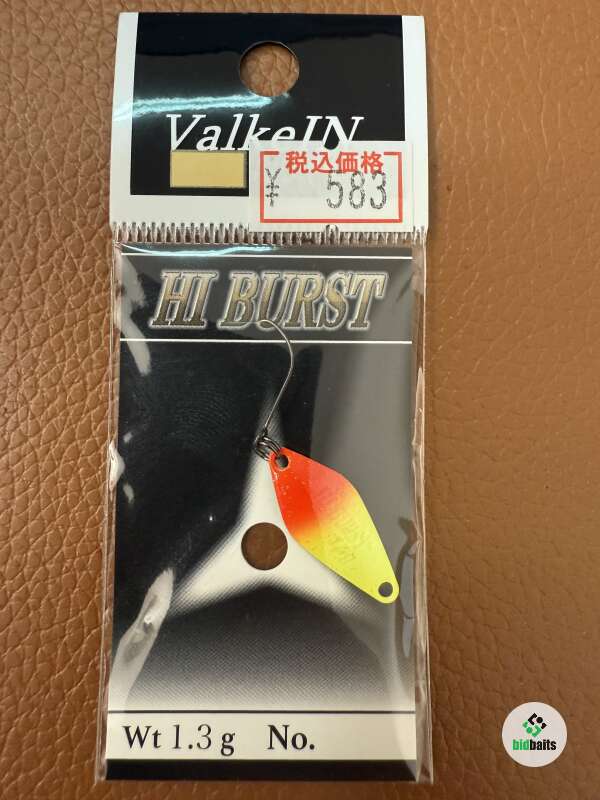 ValkeIN
税込価格
¥ 583
HI BURST
Wt 1.3 g No.
bidbaits